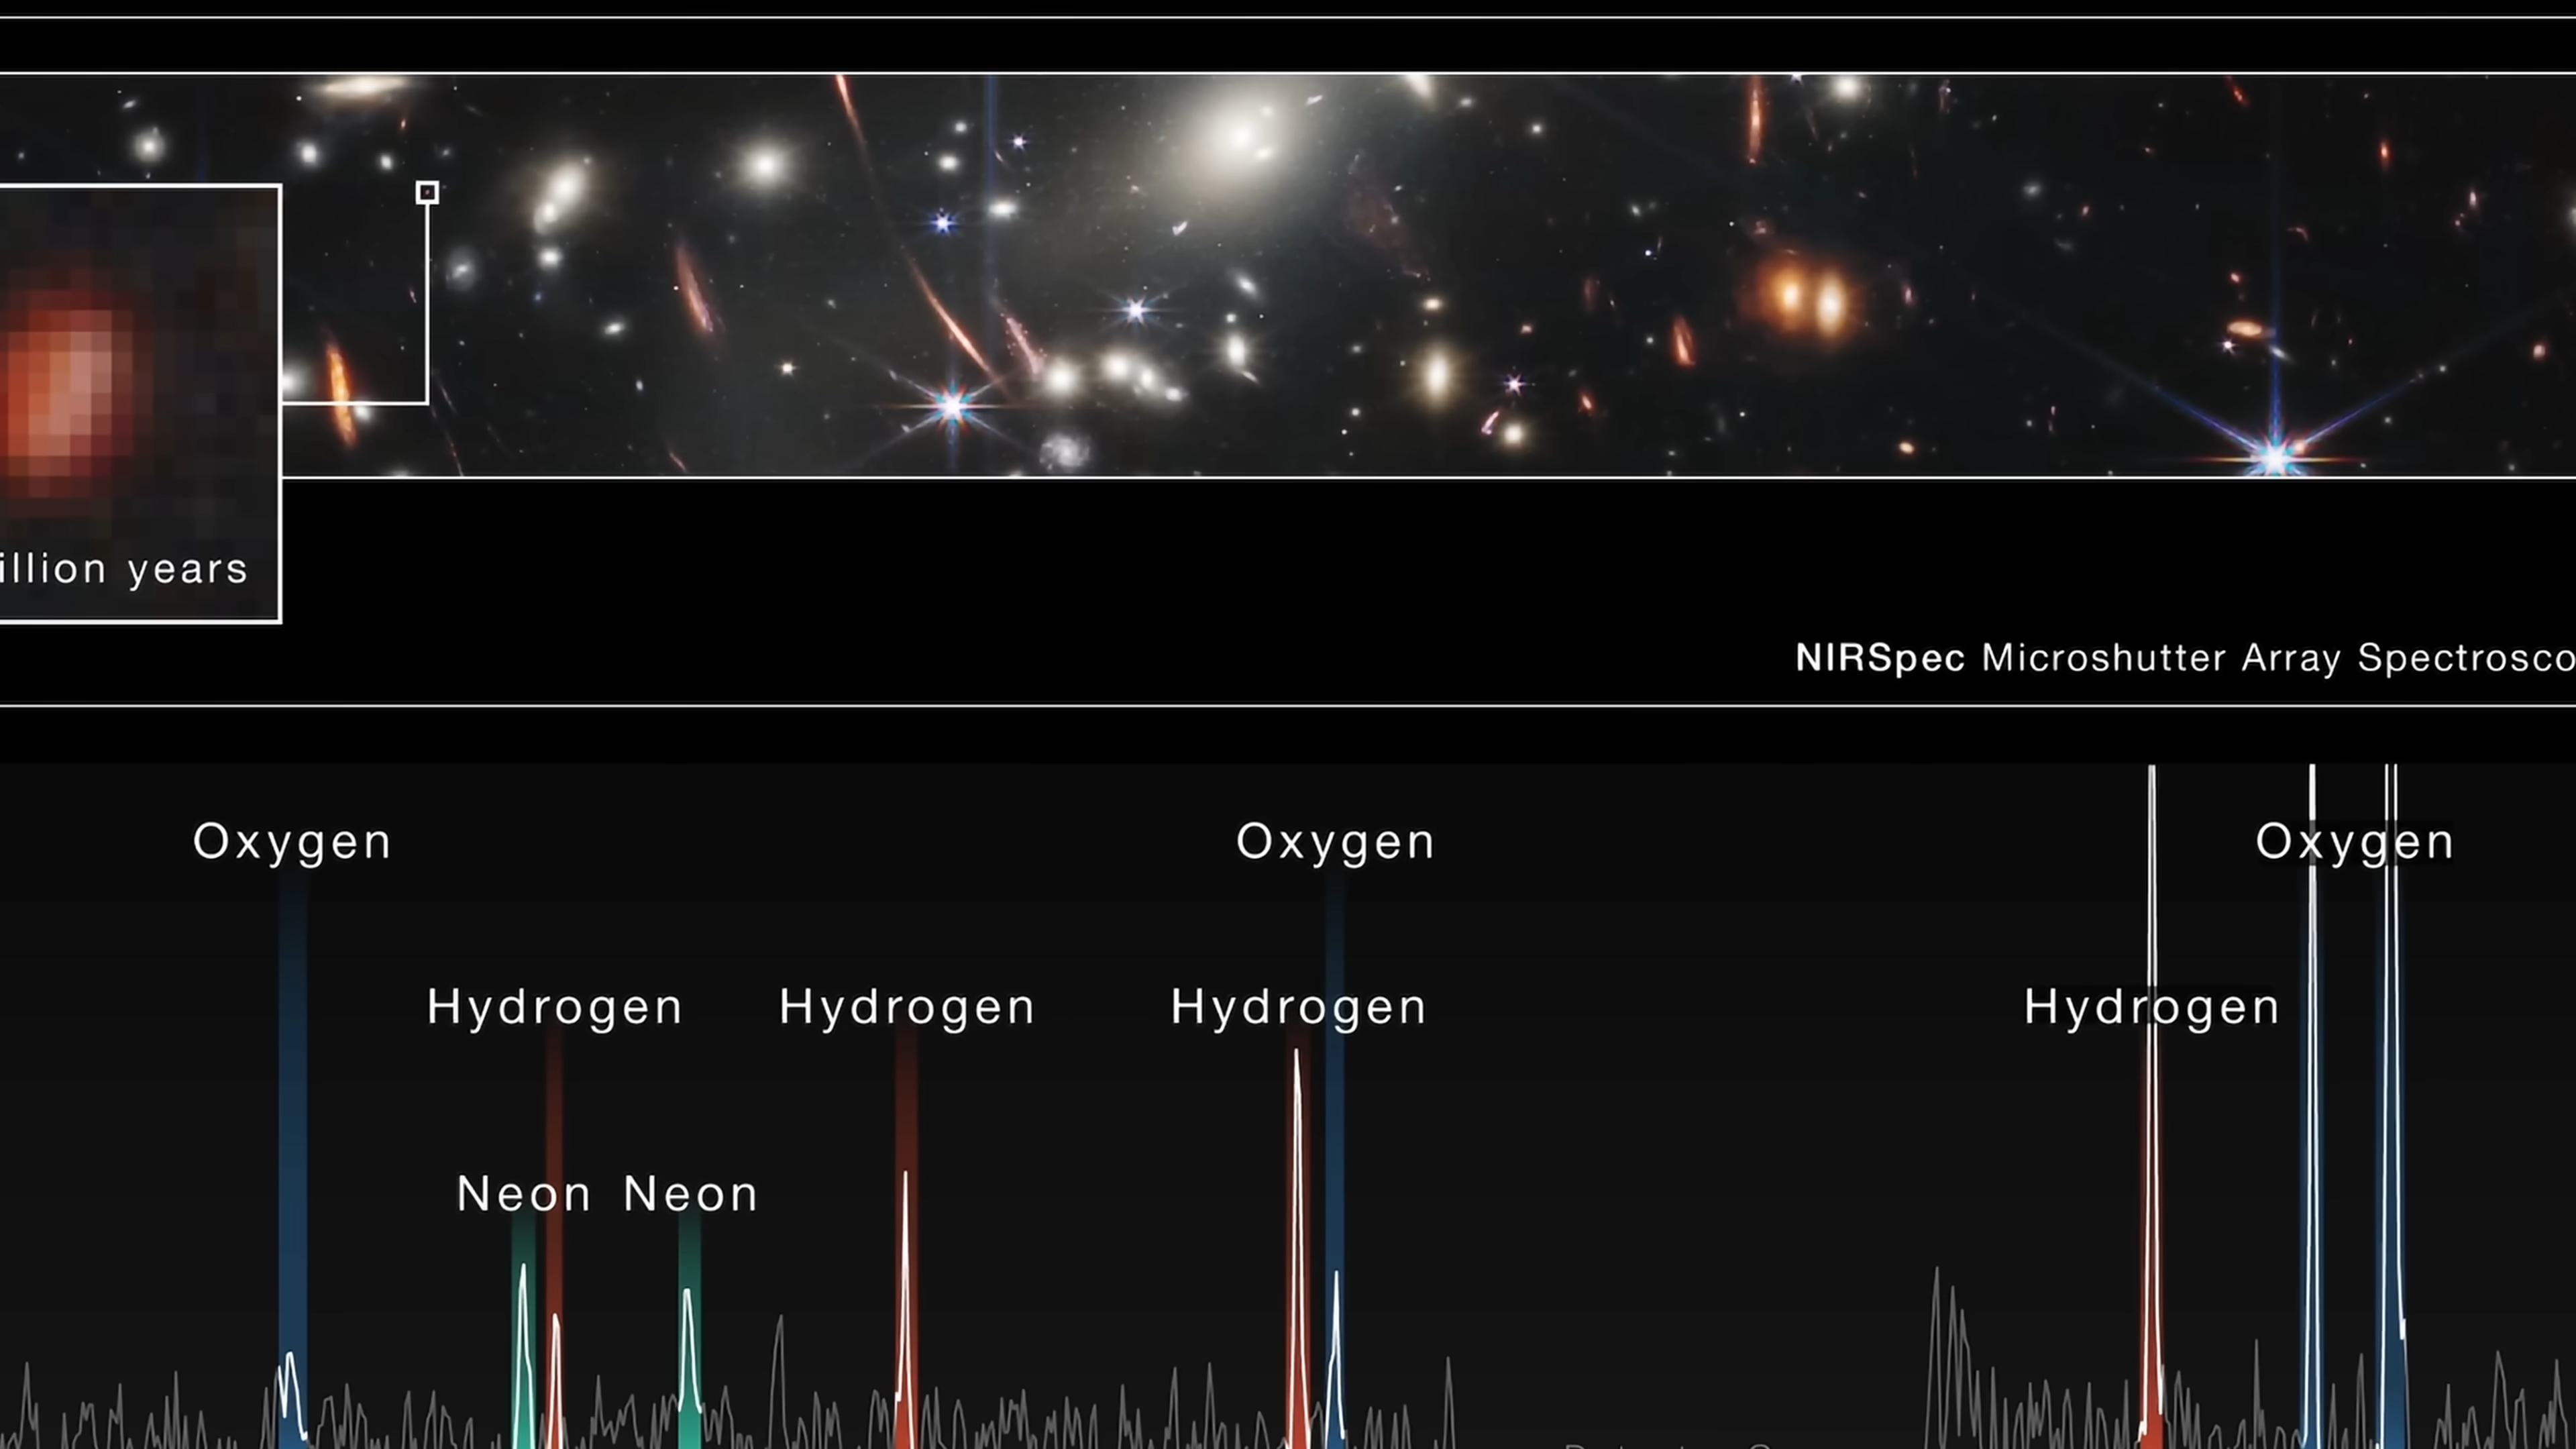 illion years
NIRSpec Microshutter Array Spectrosco
Oxygen Oxygen Oxygen
Hydrogen Hydrogen Hydrogen Hydrogen
Neon Neon